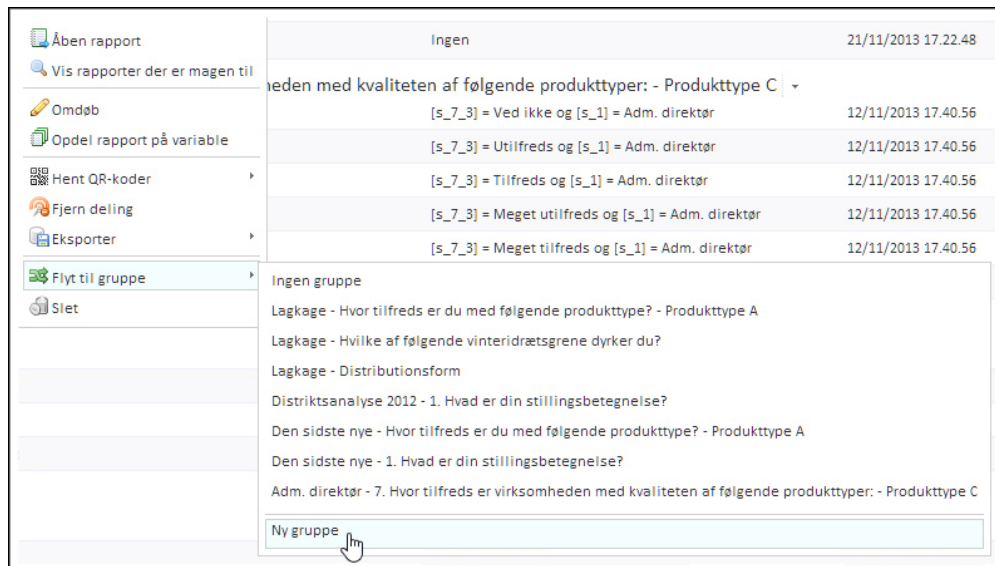 Åben rapport
Ingen
21/11/2013 17.22.48
Vis rapporter der er magen til
heden med kvaliteten af følgende produkttyper: - Produkttype C
Omdøb
[s_7_3] = Ved ikke og [s_1] = Adm. direktør
12/11/2013 17.40.56
Opdel rapport på variable
[s_7_3] = Utilfreds og [s_1] = Adm. direktør
12/11/2013 17.40.56
Hent QR-koder
[s_7_3] = Tilfreds og [s_1] = Adm. direktør
12/11/2013 17.40.56
Fjern deling
[s_7_3] = Meget utilfreds og [s_1] = Adm. direktør
12/11/2013 17.40.56
Eksporter
[s_7_3] = Meget tilfreds og [s_1] = Adm. direktør
12/11/2013 17.40.56
Flyt til gruppe
Slet
Ingen gruppe
Lagkage - Hvor tilfreds er du med følgende produkttype? - Produkttype A
Lagkage - Hvilke af følgende vinteridrætsgrene dyrker du?
Lagkage - Distributionsform
Distriktsanalyse 2012 - 1. Hvad er din stillingsbetegnelse?
Den sidste nye - Hvor tilfreds er du med følgende produkttype? - Produkttype A
Den sidste nye - 1. Hvad er din stillingsbetegnelse?
Adm. direktør - 7. Hvor tilfreds er virksomheden med kvaliteten af følgende produkttyper: - Produkttype C
Ny gruppe